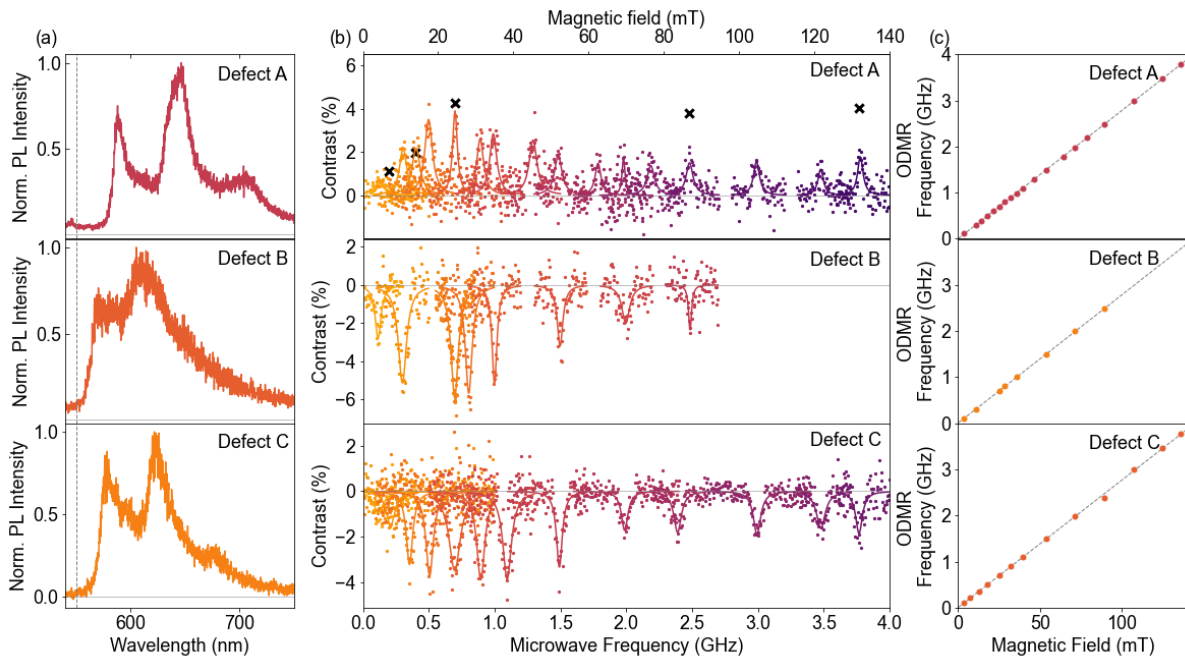 (a)
(b)
(c)
Magnetic field (mT)
0 20 40 60 80 100 120 140
Defect A
Norm. PL Intensity
1.0
0.5
Defect B
Norm. PL Intensity
1.0
0.5
Defect C
Norm. PL Intensity
1.0
0.5
0.0
600 700
Wavelength (nm)
Defect A
Contrast (%)
6
4
2
0
Defect B
Contrast (%)
2
0
−2
−4
−6
Defect C
Contrast (%)
2
0
−2
−4
0.0 0.5 1.0 1.5 2.0 2.5 3.0 3.5 4.0
Microwave Frequency (GHz)
Defect A
ODMR
Frequency (GHz)
4
3
2
1
0
Defect B
ODMR
Frequency (GHz)
3
2
1
0
Defect C
ODMR
Frequency (GHz)
3
2
1
0
0 50 100
Magnetic Field (mT)